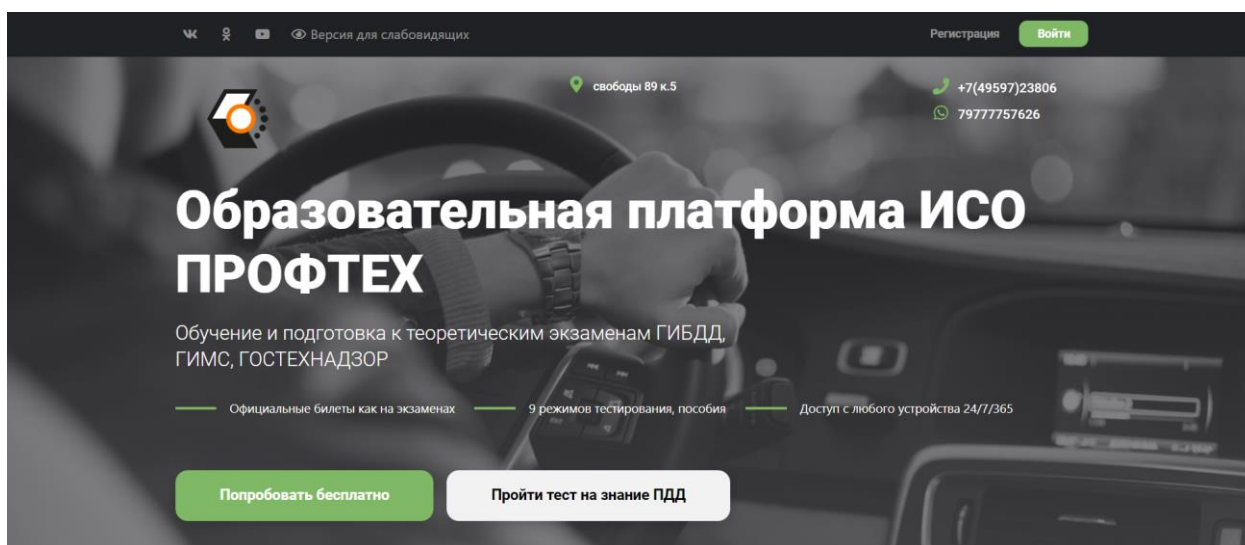 Версия для слабовидящих
Регистрация
Войти
свободы 89 к.5
+7(49597)23806
79777757626
Образовательная платформа ИСО
ПРОФТЕХ
Обучение и подготовка к теоретическим экзаменам ГИБДД,
ГИМС, ГОСТЕХНАДЗОР
Официальные билеты как на экзаменах
9 режимов тестирования, пособия
Доступ с любого устройства 24/7/365
Попробовать бесплатно
Пройти тест на знание ПДД